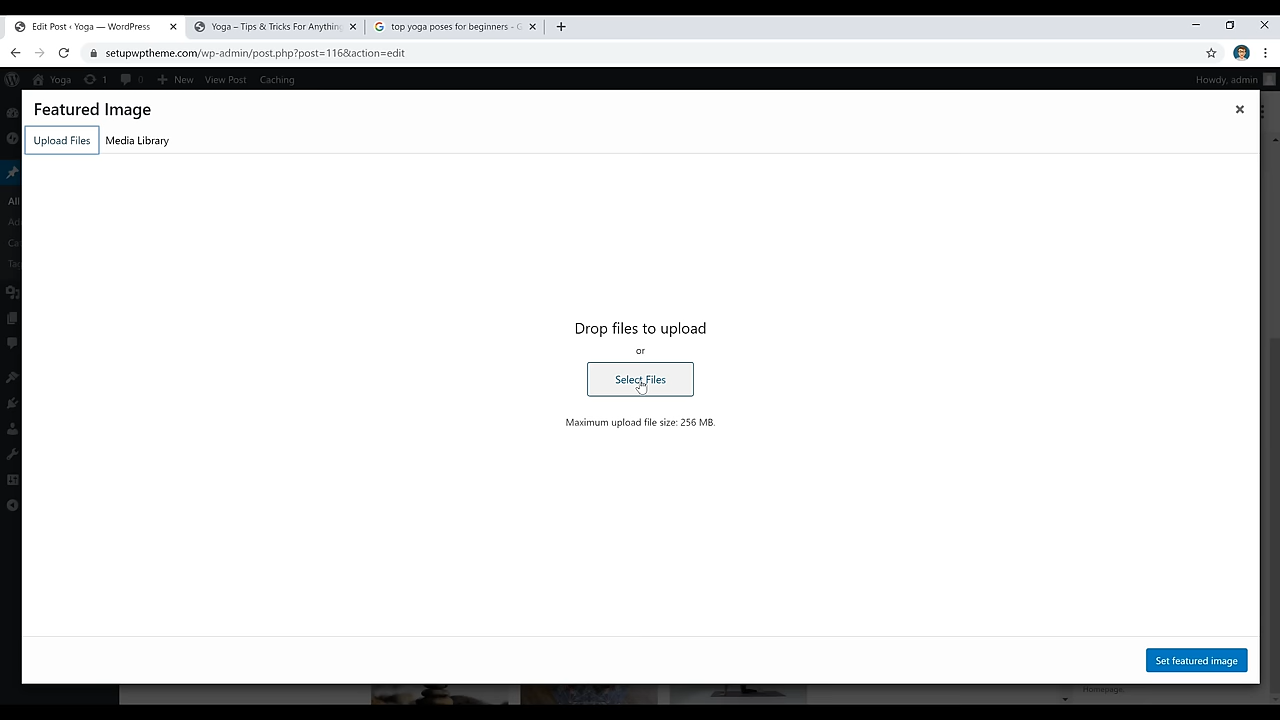 Edit Post ‹ Yoga — WordPress
Yoga – Tips & Tricks For Anything
top yoga poses for beginners - G
setupwptheme.com/wp-admin/post.php?post=116&action=edit
Yoga 1 0 New View Post Caching Howdy, admin
Featured Image
Upload Files Media Library
All
Drop files to upload
or
Select Files
Maximum upload file size: 256 MB.
Set featured image
Homepage.